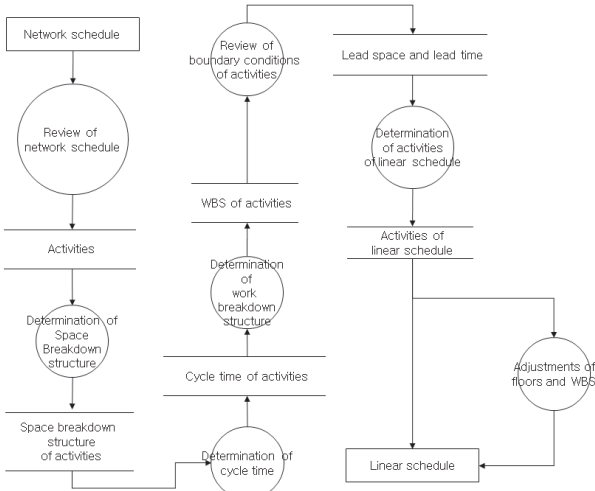 Network schedule
Review of
network schedule
Activities
Determination of
Space
Breakdown
structure
Space breakdown
structure
of activities
Determination of
cycle time
Cycle time of activities
Determination
of
work
breakdown
structure
WBS of activities
Review of
boundary conditions
of activities
Lead space and lead time
Determination
of activities
of linear schedule
Activities of
linear schedule
Adjustments of
floors and WBS
Linear schedule